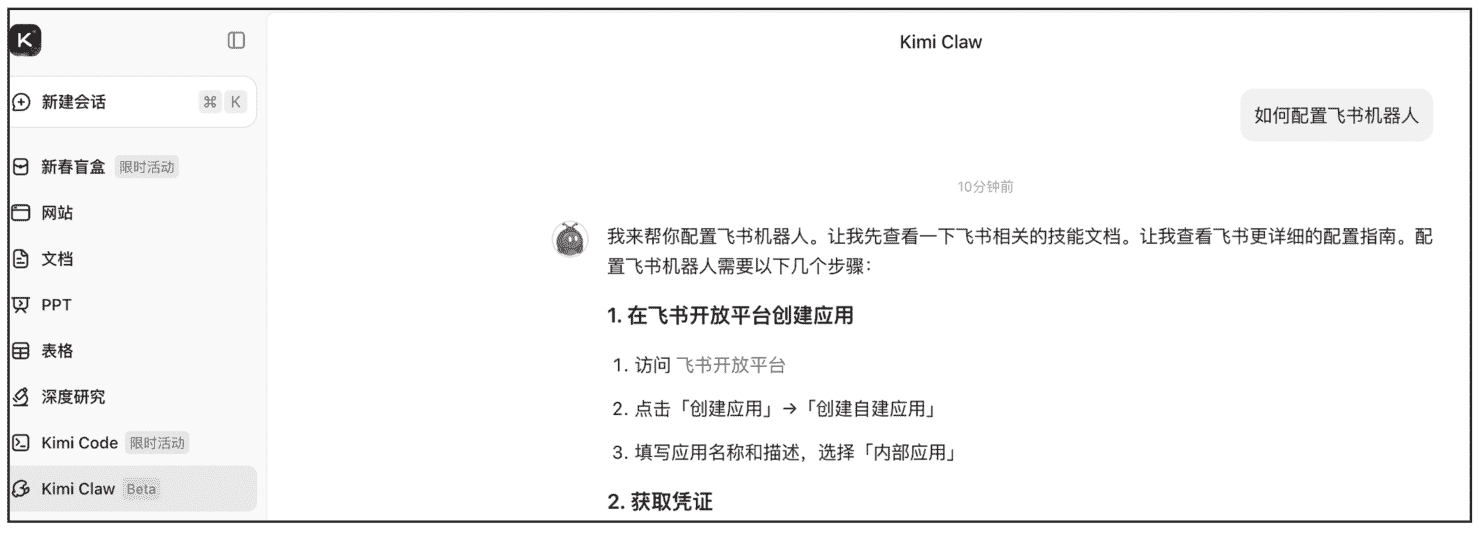 K
新建会话 ⌘ K
新春盲盒 限时活动
网站
文档
PPT
表格
深度研究
Kimi Code 限时活动
Kimi Claw Beta
Kimi Claw
如何配置飞书机器人
10分钟前
我来帮你配置飞书机器人。让我先查看一下飞书相关的技能文档。让我查看飞书更详细的配置指南。配
置飞书机器人需要以下几个步骤：
1. 在飞书开放平台创建应用
1. 访问 飞书开放平台
2. 点击「创建应用」→「创建自建应用」
3. 填写应用名称和描述，选择「内部应用」
2. 获取凭证